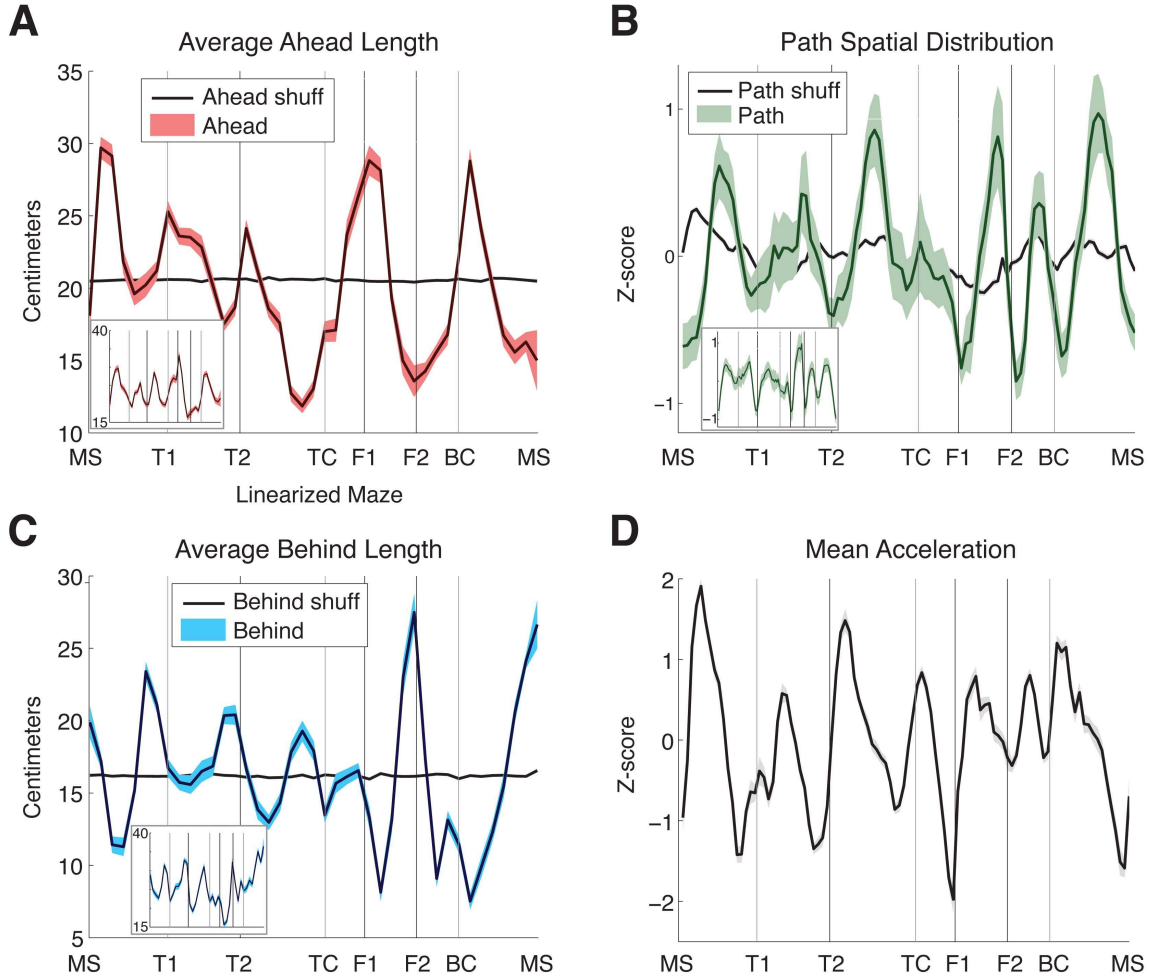 A
Average Ahead Length
35
30
25
20
15
10
Centimeters
Ahead shuff
Ahead
40
15
MS T1 T2 TC F1 F2 BC MS
Linearized Maze
B
Path Spatial Distribution
1
0
−1
Z-score
Path shuff
Path
1
−1
MS T1 T2 TC F1 F2 BC MS
C
Average Behind Length
30
25
20
15
10
5
Centimeters
Behind shuff
Behind
40
15
MS T1 T2 TC F1 F2 BC MS
D
Mean Acceleration
2
1
0
−1
−2
Z-score
MS T1 T2 TC F1 F2 BC MS